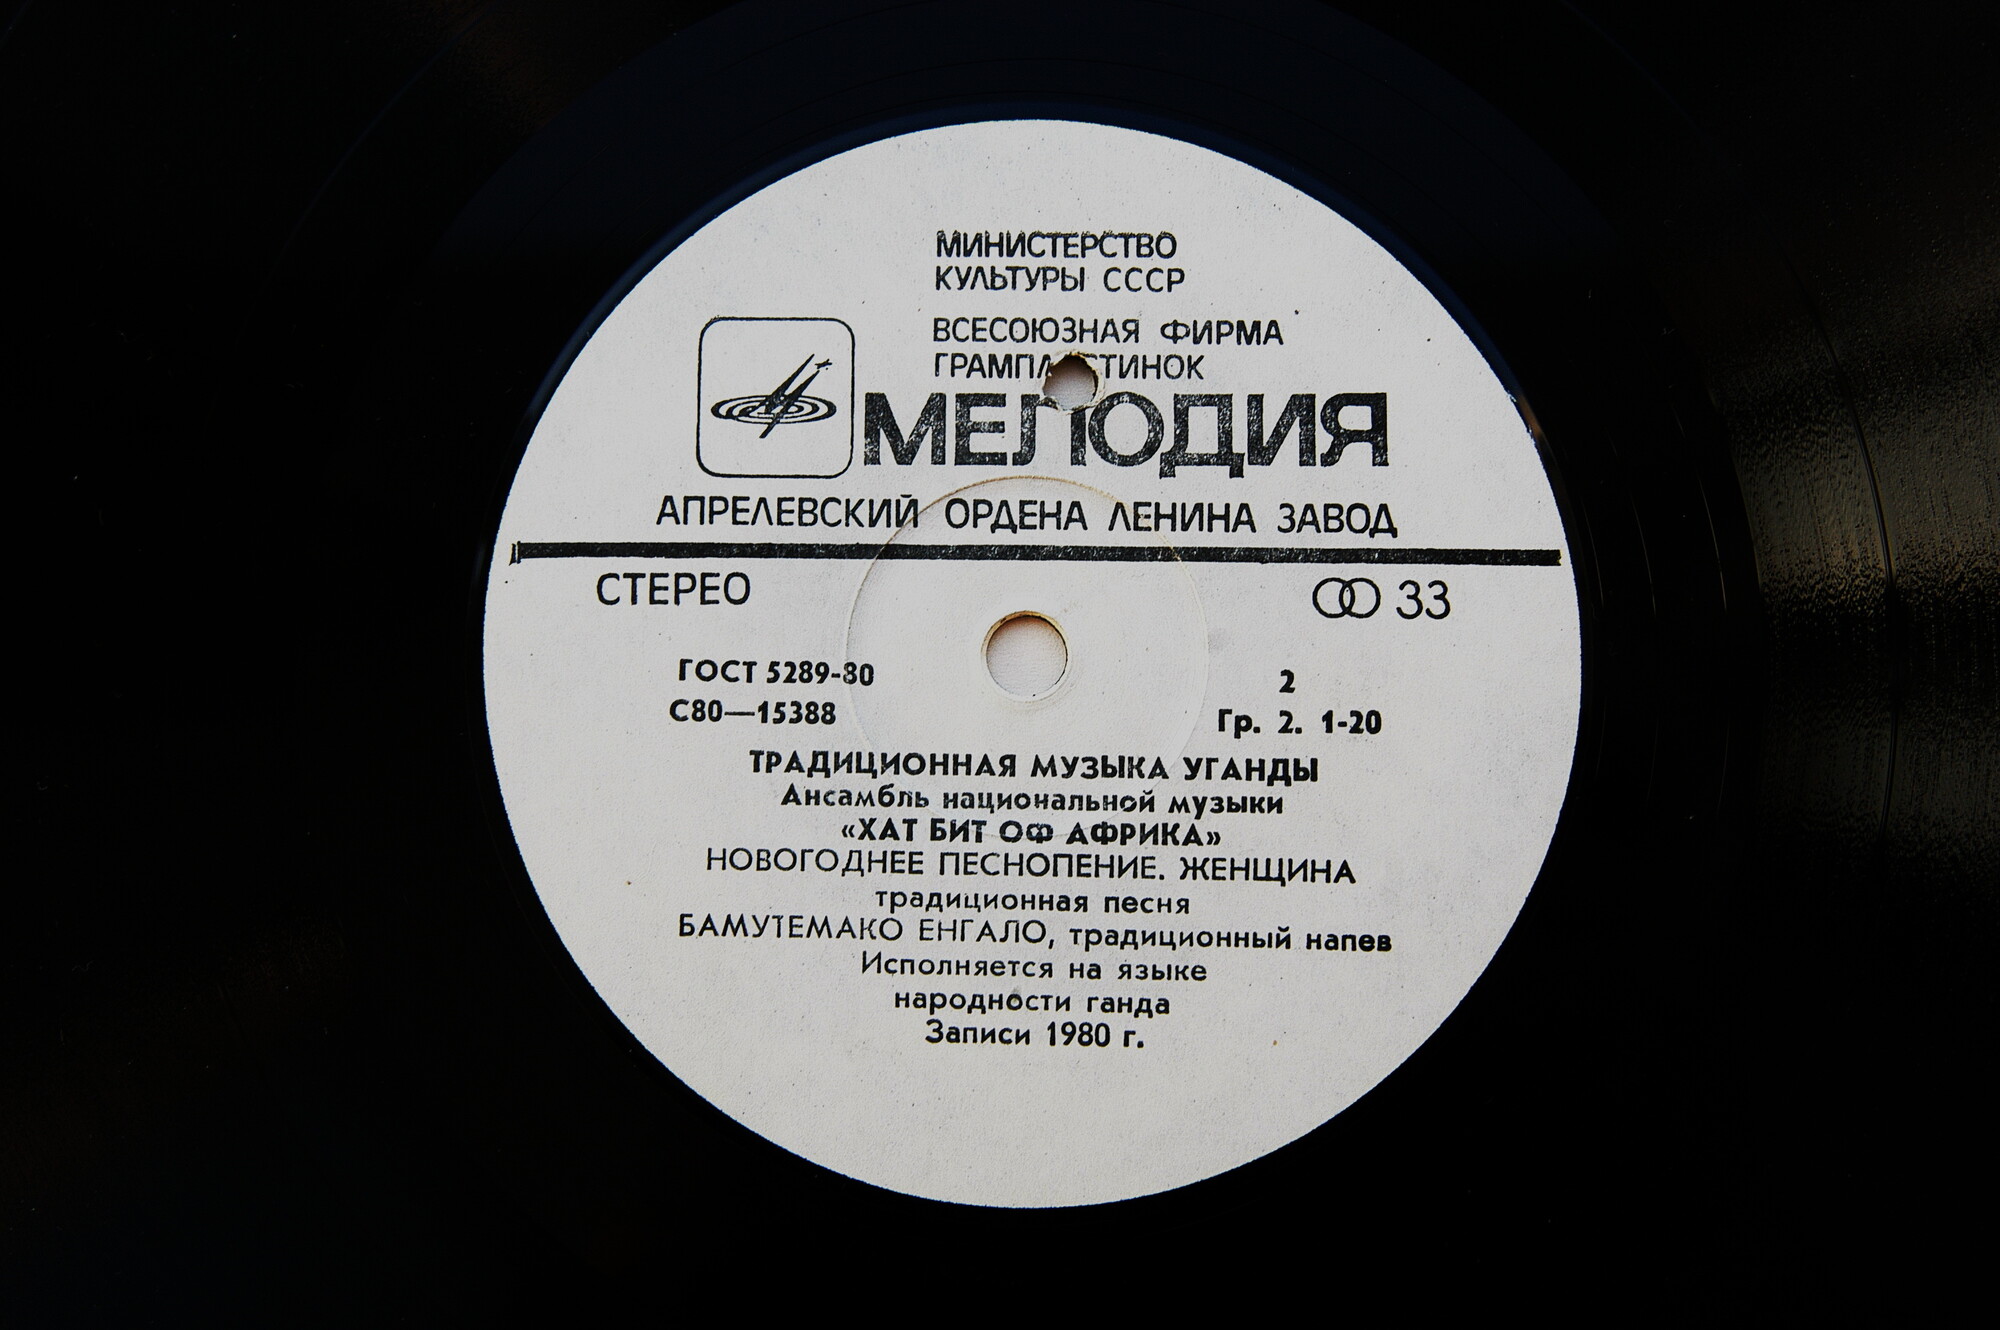 МИНИСТЕРСТВО
КУЛЬТУРЫ СССР
ВСЕСОЮЗНАЯ ФИРМА
ГРАМПЛАСТИНОК
МЕЛОДИЯ
АПРЕЛЕВСКИЙ ОРДЕНА ЛЕНИНА ЗАВОД
СТЕРЕО 33
ГОСТ 5289-80 2
С80—15388 Гр. 2. 1-20
ТРАДИЦИОННАЯ МУЗЫКА УГАНДЫ
Ансамбль национальной музыки
«ХАТ БИТ ОФ АФРИКА»
НОВОГОДНЕЕ ПЕСНОПЕНИЕ. ЖЕНЩИНА
традиционная песня
БАМУТЕМАКО ЕНГАЛО, традиционный напев
Исполняется на языке
народности ганда
Записи 1980 г.